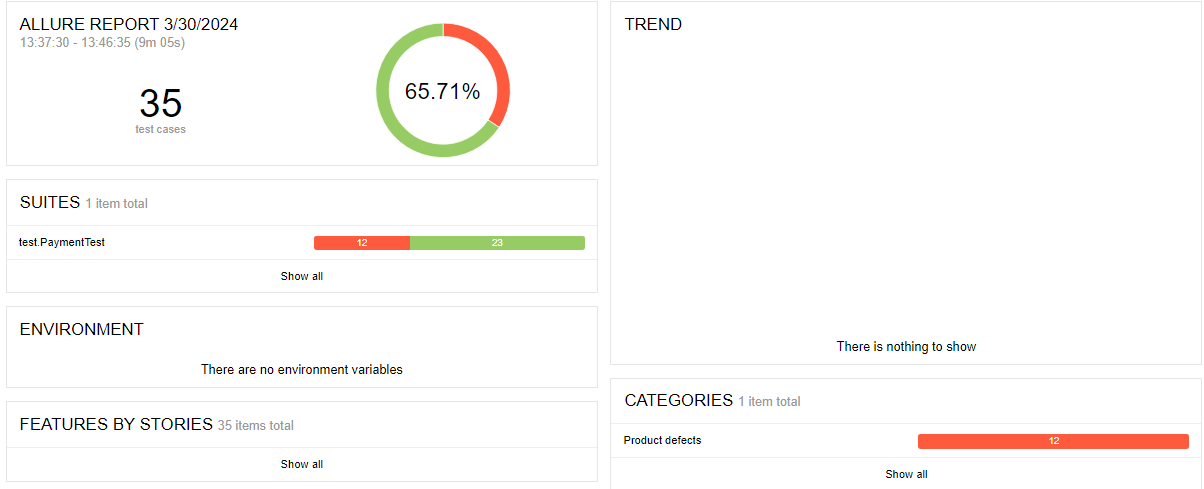 ALLURE REPORT 3/30/2024
13:37:30 - 13:46:35 (9m 05s)
35
test cases
65.71%
SUITES 1 item total
test.PaymentTest 12 23
Show all
ENVIRONMENT
There are no environment variables
FEATURES BY STORIES 35 items total
Show all
TREND
There is nothing to show
CATEGORIES 1 item total
Product defects 12
Show all